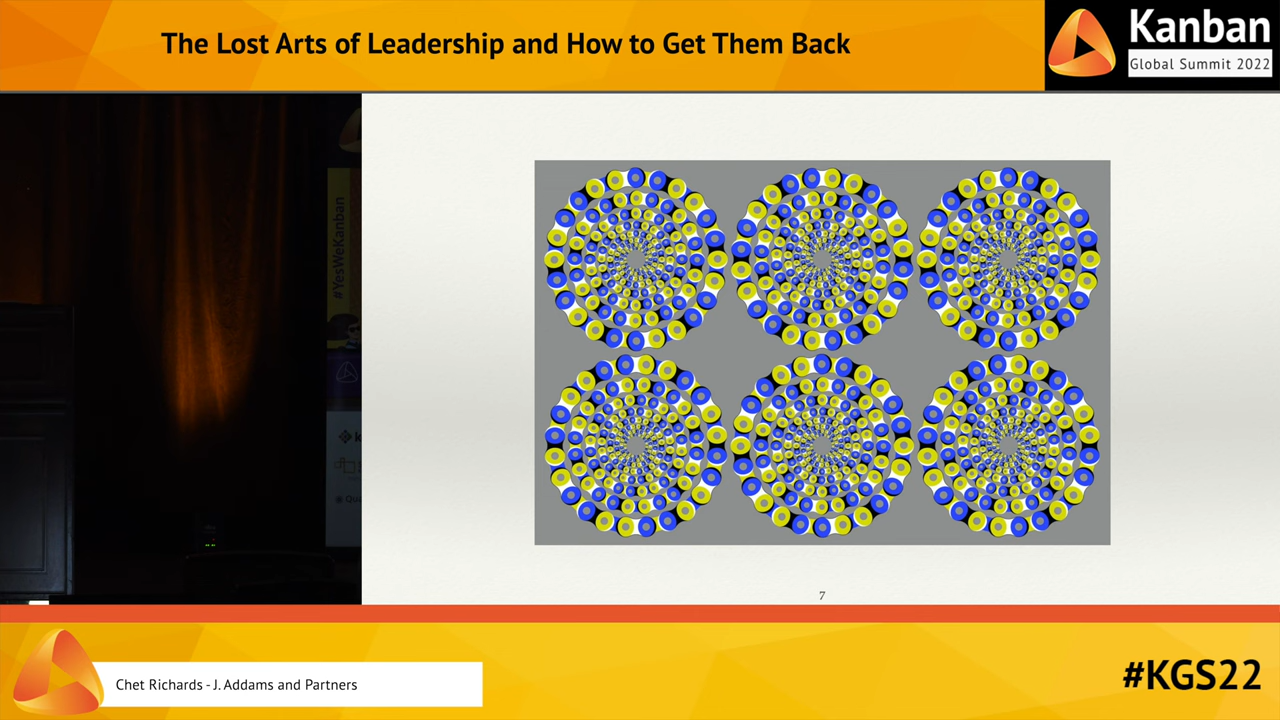 The Lost Arts of Leadership and How to Get Them Back
Kanban
Global Summit 2022
#YesWeKanban
7
Chet Richards - J. Addams and Partners
#KGS22